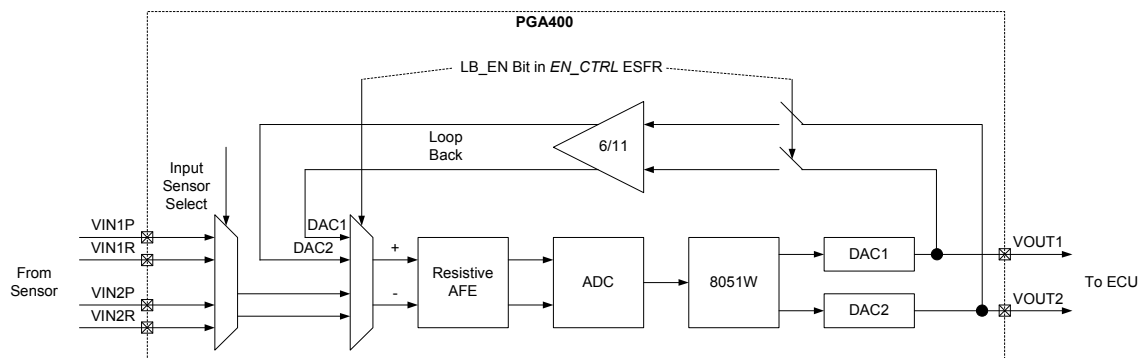 PGA400
LB_EN Bit in EN_CTRL ESFR
6/11
Loop
Back
Input
Sensor
Select
VIN1P
VIN1R
VIN2P
VIN2R
From
Sensor
DAC1
DAC2
+
-
Resistive
AFE
ADC
8051W
DAC1
DAC2
VOUT1
VOUT2
To ECU